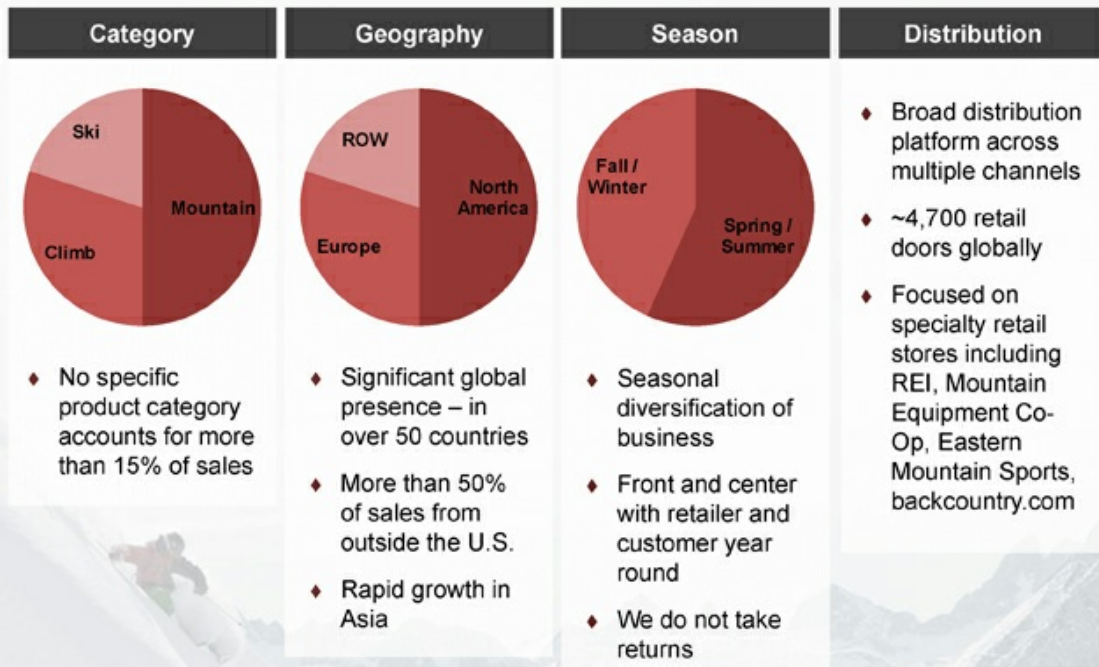 Category
Ski
Mountain
Climb
♦ No specific
product category
accounts for more
than 15% of sales
Geography
ROW
North
America
Europe
♦ Significant global
presence – in
over 50 countries
♦ More than 50%
of sales from
outside the U.S.
♦ Rapid growth in
Asia
Season
Fall /
Winter
Spring /
Summer
♦ Seasonal
diversification of
business
♦ Front and center
with retailer and
customer year
round
♦ We do not take
returns
Distribution
♦ Broad distribution
platform across
multiple channels
♦ ~4,700 retail
doors globally
♦ Focused on
specialty retail
stores including
REI, Mountain
Equipment Co-
Op, Eastern
Mountain Sports,
backcountry.com